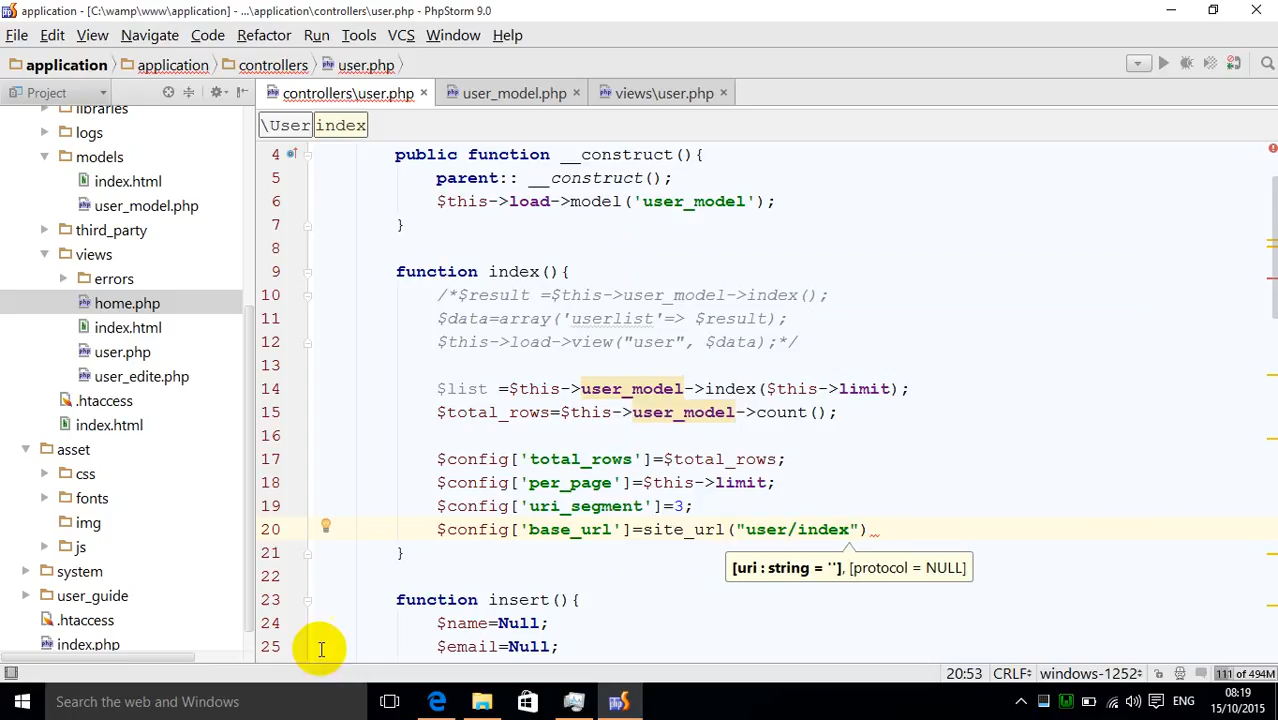 application - [C:\wamp\www\application] - ...\application\controllers\user.php - PhpStorm 9.0
File Edit View Navigate Code Refactor Run Tools VCS Window Help
application application controllers user.php
Project controllers\user.php user_model.php views\user.php
\User index
libraries
logs
models
index.html
user_model.php
third_party
views
errors
home.php
index.html
user.php
user_edite.php
.htaccess
index.html
asset
css
fonts
img
js
system
user_guide
.htaccess
index.php
4 public function __construct(){
5 parent:: __construct();
6 $this->load->model('user_model');
7 }
8
9 function index(){
10 /*$result =$this->user_model->index();
11 $data=array('userlist'=> $result);
12 $this->load->view("user", $data);*/
13
14 $list =$this->user_model->index($this->limit);
15 $total_rows=$this->user_model->count();
16
17 $config['total_rows']=$total_rows;
18 $config['per_page']=$this->limit;
19 $config['uri_segment']=3;
20 $config['base_url']=site_url("user/index")
21 }
[uri : string = ''], [protocol = NULL]
22
23 function insert(){
24 $name=Null;
25 $email=Null;
20:53 CRLF÷ windows-1252÷ 111 of 494M
Search the web and Windows
ENG
08:19
15/10/2015